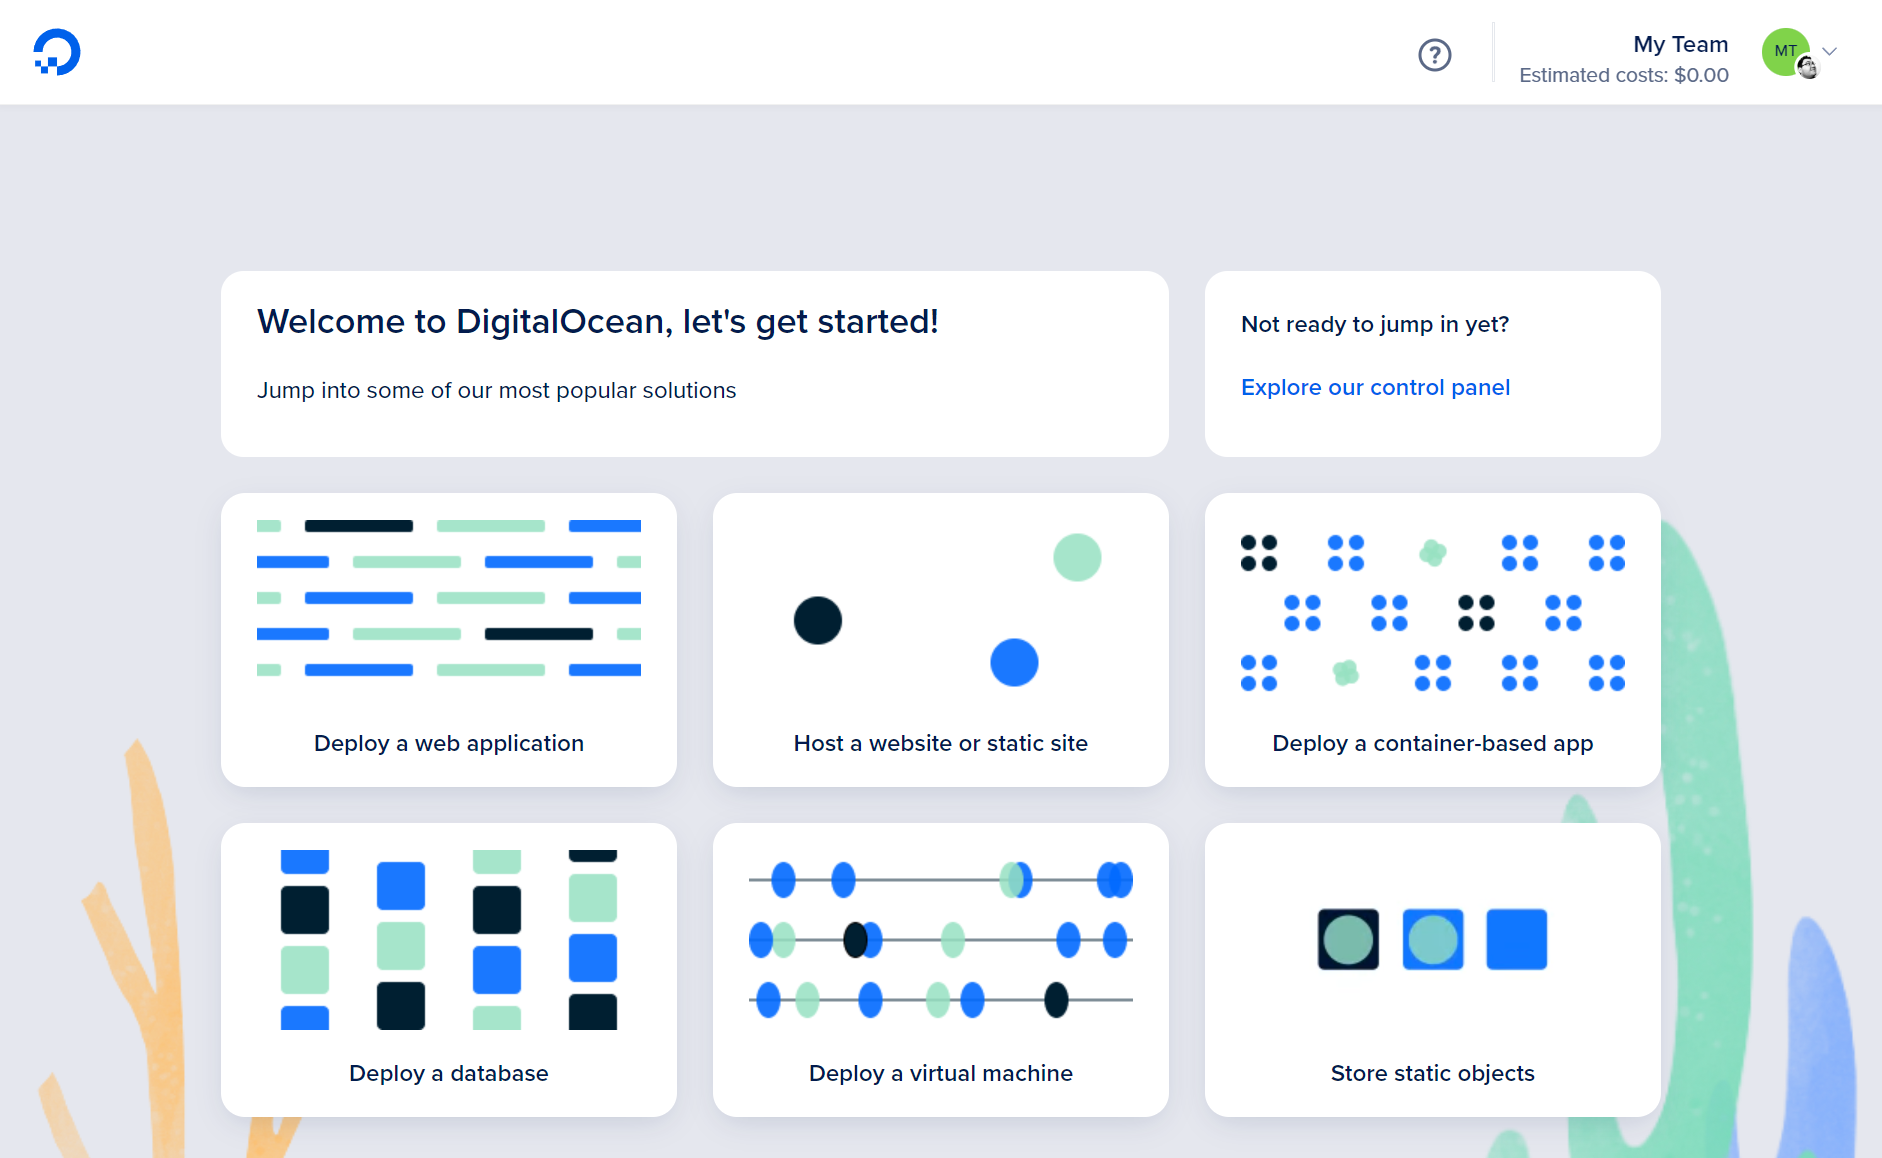 ?
My Team
Estimated costs: $0.00
MT
Welcome to DigitalOcean, let's get started!
Jump into some of our most popular solutions
Not ready to jump in yet?
Explore our control panel
Deploy a web application
Host a website or static site
Deploy a container-based app
Deploy a database
Deploy a virtual machine
Store static objects